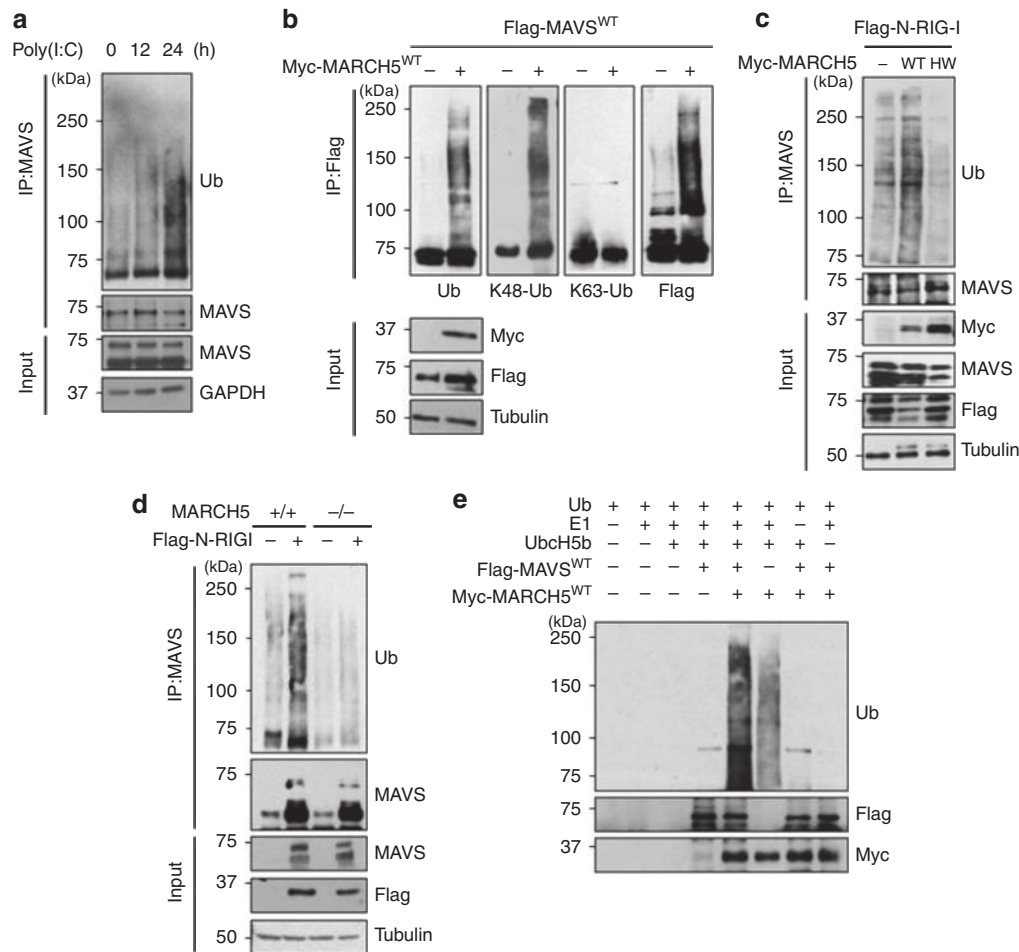 a
Poly(I:C) 0 12 24 (h)
(kDa)
250
150
100
75
IP:MAVS
Ub
75
MAVS
75
MAVS
Input
37
GAPDH
b
Flag-MAVSWT
Myc-MARCH5WT – + – + – + – +
(kDa)
250
150
100
75
IP:Flag
Ub K48-Ub K63-Ub Flag
37
Myc
75
Flag
Input
50
Tubulin
c
Flag-N-RIG-I
Myc-MARCH5 – WT HW
(kDa)
250
150
100
75
IP:MAVS
Ub
75
MAVS
37
Myc
75
MAVS
Input
75
Flag
50
Tubulin
d
MARCH5 +/+ –/–
Flag-N-RIGI – + – +
(kDa)
250
150
100
75
IP:MAVS
Ub
75
MAVS
75
MAVS
Input
37
Flag
50
Tubulin
e
Ub + + + + + + + +
E1 – + + + + + – +
UbcH5b – – + + + + + –
Flag-MAVSWT – – – + + – + +
Myc-MARCH5WT – – – – + + + +
(kDa)
250
150
100
75
Ub
75
Flag
37
Myc